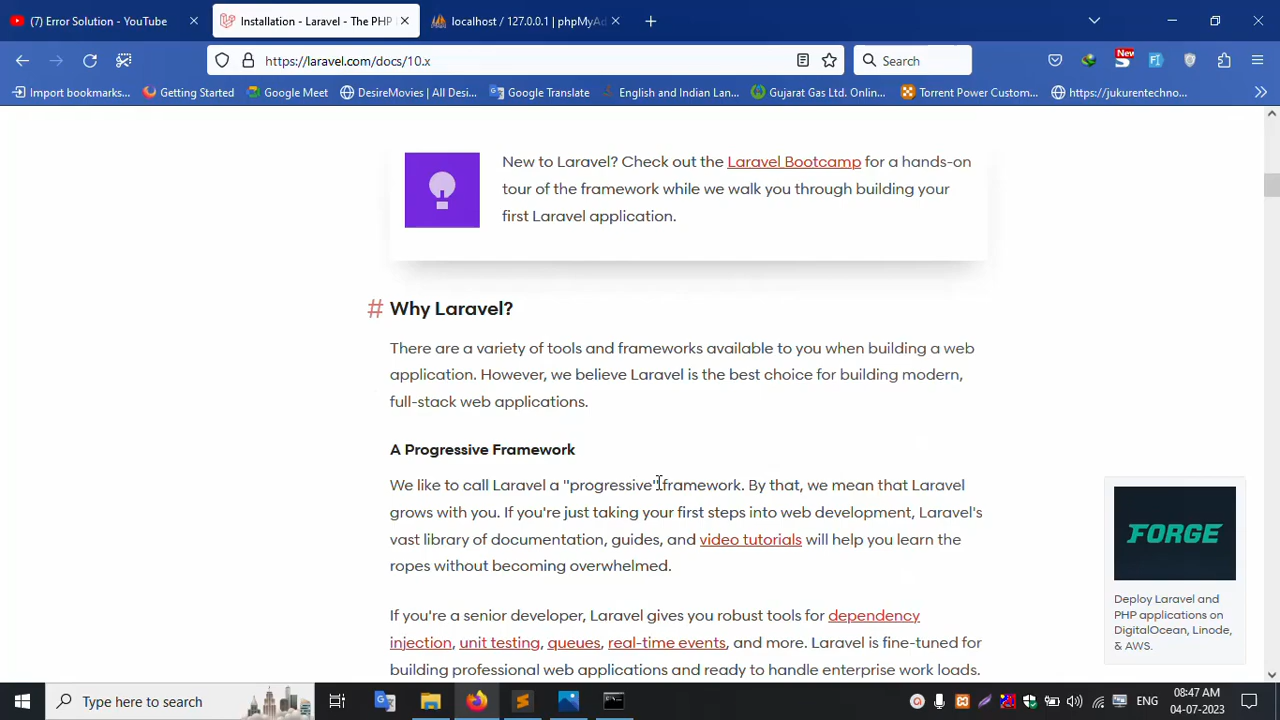 (7) Error Solution - YouTube
Installation - Laravel - The PHP
localhost / 127.0.0.1 | phpMyAd
https://laravel.com/docs/10.x
Search
New
Import bookmarks...
Getting Started
Google Meet
DesireMovies | All Desi...
Google Translate
English and Indian Lan...
Gujarat Gas Ltd. Onlin...
Torrent Power Custom...
https://jukurentechno...
New to Laravel? Check out the Laravel Bootcamp for a hands-on
tour of the framework while we walk you through building your
first Laravel application.
# Why Laravel?
There are a variety of tools and frameworks available to you when building a web
application. However, we believe Laravel is the best choice for building modern,
full-stack web applications.
A Progressive Framework
We like to call Laravel a "progressive" framework. By that, we mean that Laravel
grows with you. If you're just taking your first steps into web development, Laravel's
vast library of documentation, guides, and video tutorials will help you learn the
ropes without becoming overwhelmed.
If you're a senior developer, Laravel gives you robust tools for dependency
injection, unit testing, queues, real-time events, and more. Laravel is fine-tuned for
building professional web applications and ready to handle enterprise work loads.
FORGE
Deploy Laravel and
PHP applications on
DigitalOcean, Linode,
& AWS.
Type here to search
ENG
08:47 AM
04-07-2023